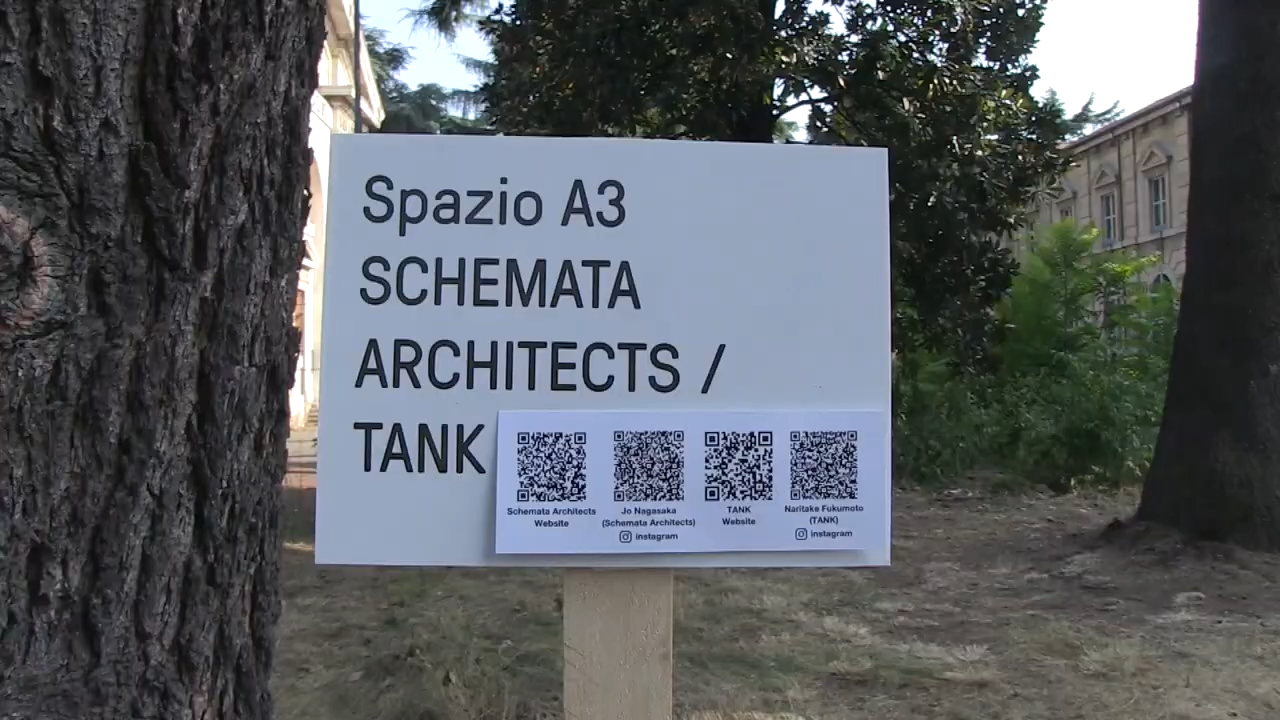 Spazio A3
SCHEMATA
ARCHITECTS /
TANK
Schemata Architects
Website
Jo Nagasaka
(Schemata Architects)
instagram
TANK
Website
Naritake Fukumoto
(TANK)
instagram